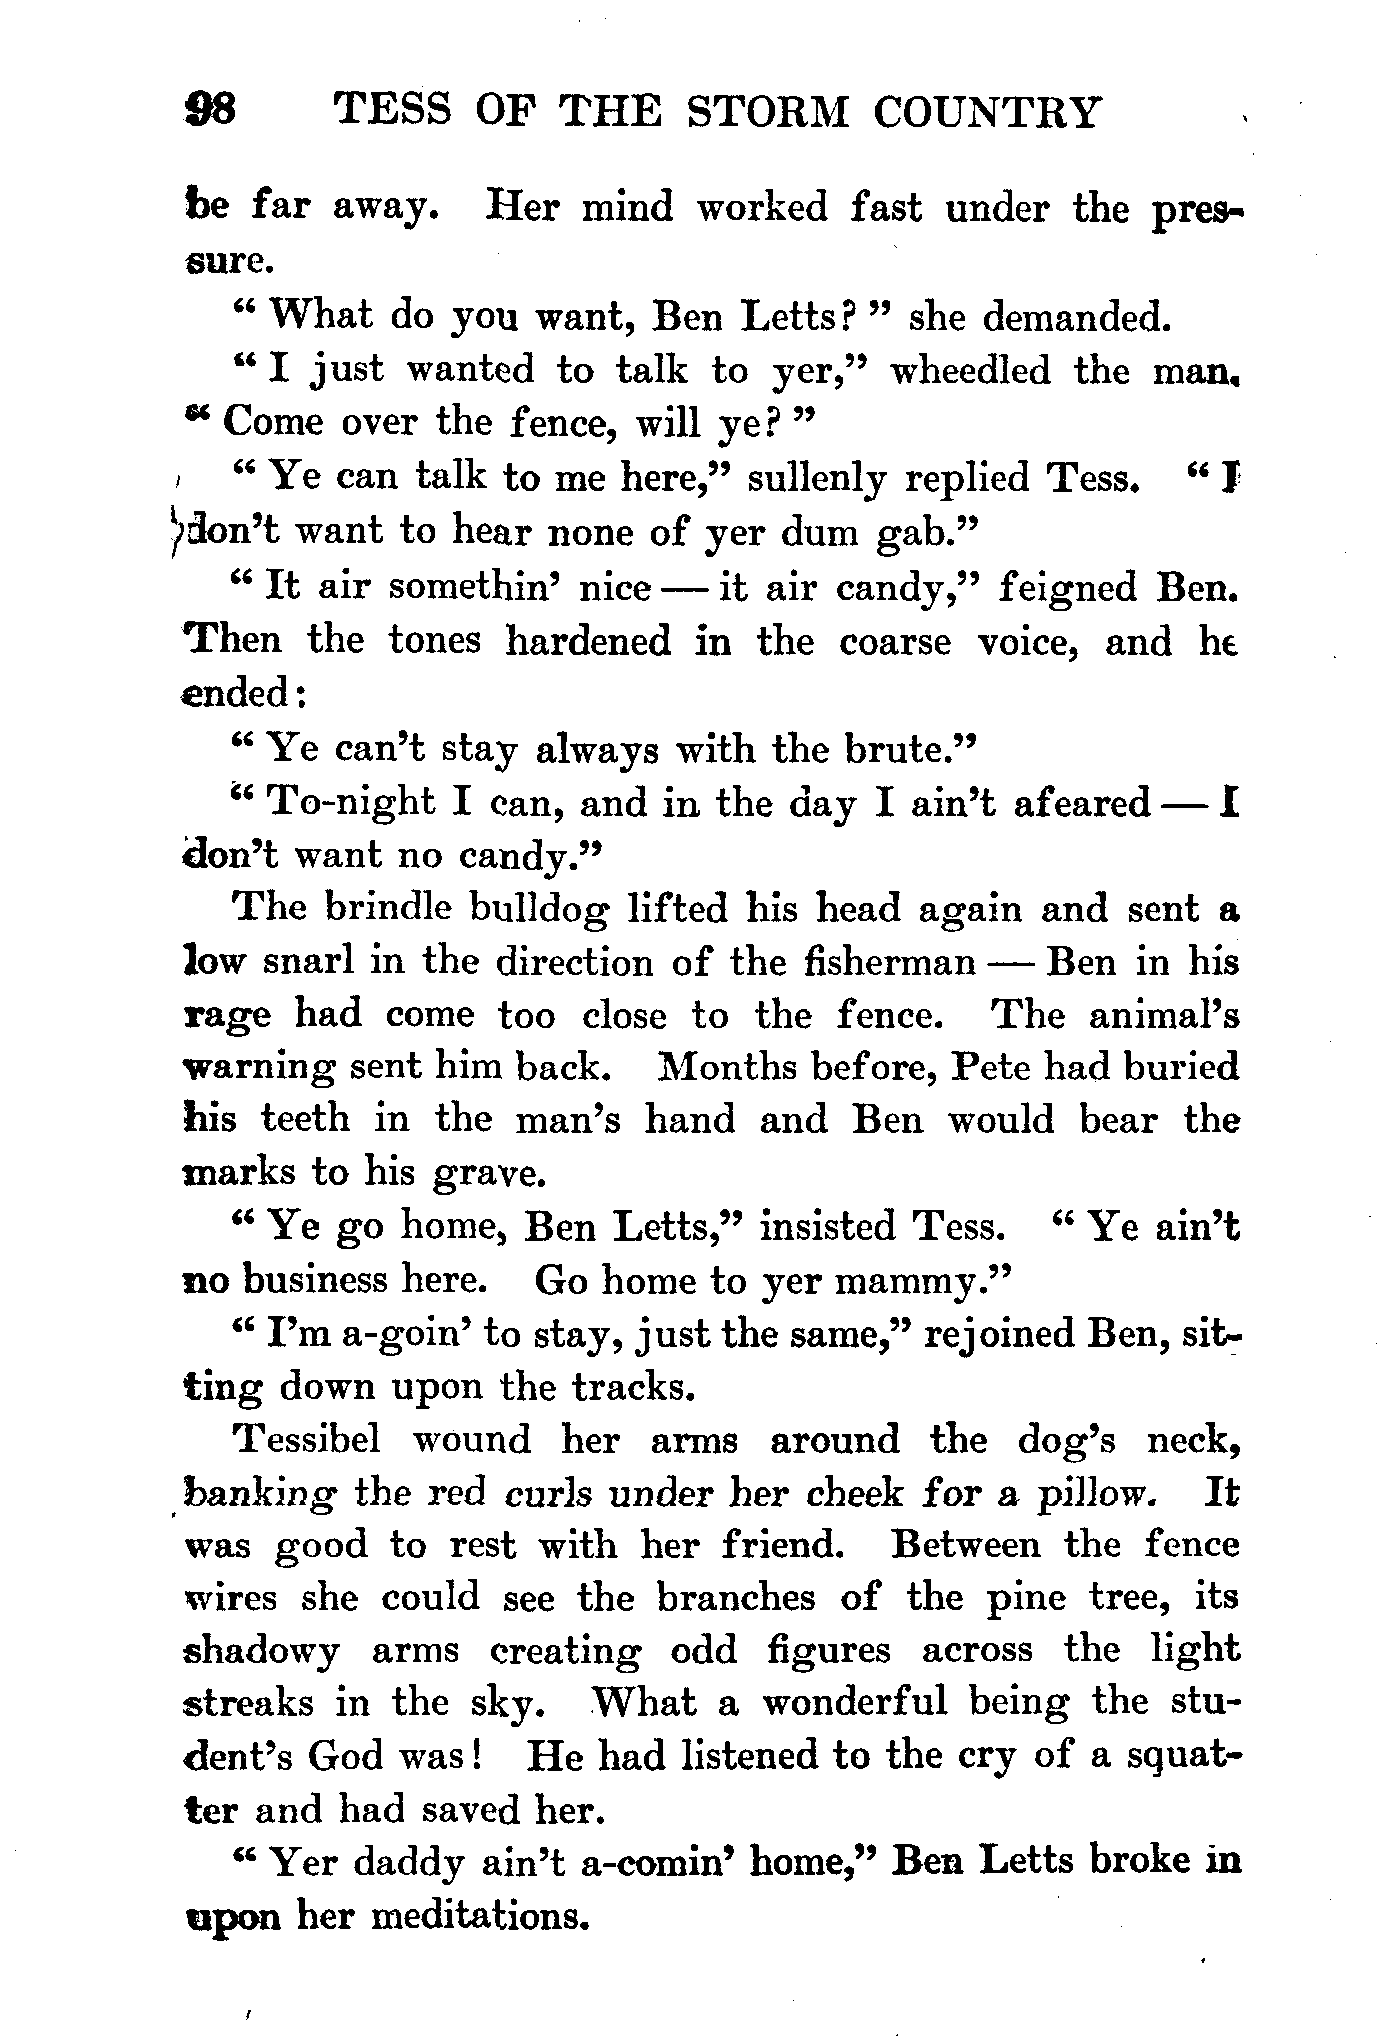 98 TESS OF THE STORM COUNTRY
be far away. Her mind worked fast under the pres-
sure.
“ What do you want, Ben Letts? ” she demanded.
“ I just wanted to talk to yer,” wheedled the man.
“ Come over the fence, will ye? ”
“ Ye can talk to me here,” sullenly replied Tess. “ I
don’t want to hear none of yer dum gab.”
“ It air somethin’ nice — it air candy,” feigned Ben.
Then the tones hardened in the coarse voice, and he
ended:
“ Ye can’t stay always with the brute.”
“ To-night I can, and in the day I ain’t afeared — I
don’t want no candy.”
The brindle bulldog lifted his head again and sent a
low snarl in the direction of the fisherman — Ben in his
rage had come too close to the fence. The animal’s
warning sent him back. Months before, Pete had buried
his teeth in the man’s hand and Ben would bear the
marks to his grave.
“ Ye go home, Ben Letts,” insisted Tess. “ Ye ain’t
no business here. Go home to yer mammy.”
“ I’m a-goin’ to stay, just the same,” rejoined Ben, sit-
ting down upon the tracks.
Tessibel wound her arms around the dog’s neck,
banking the red curls under her cheek for a pillow. It
was good to rest with her friend. Between the fence
wires she could see the branches of the pine tree, its
shadowy arms creating odd figures across the light
streaks in the sky. What a wonderful being the stu-
dent’s God was! He had listened to the cry of a squat-
ter and had saved her.
“ Yer daddy ain’t a-comin’ home,” Ben Letts broke in
upon her meditations.